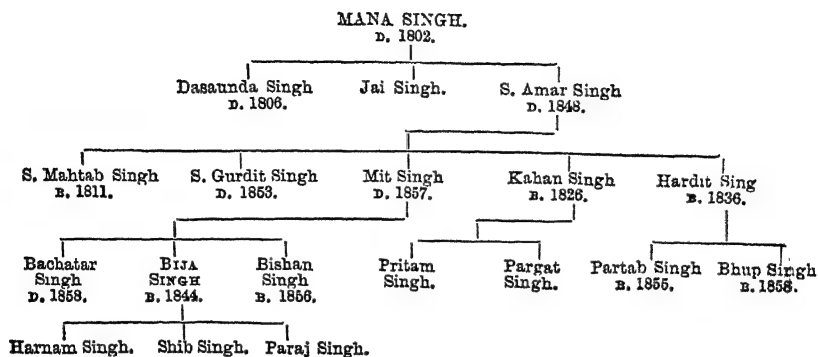 MANA SINGH.
D. 1802.
Dasaunda Singh Jai Singh. S. Amar Singh
D. 1806. D. 1848.
S. Mahtab Singh S. Gurdit Singh Mit Singh Kahan Singh Hardit Sing
B. 1811. D. 1853. D. 1857. B. 1826. B. 1836.
Bachatar BIJA Bishan Pritam Pargat Partab Singh Bhup Singh
Singh SINGH Singh Singh. Singh. B. 1855. B. 1858.
D. 1858. B. 1844. B. 1856.
Harnam Singh. Shib Singh. Paraj Singh.